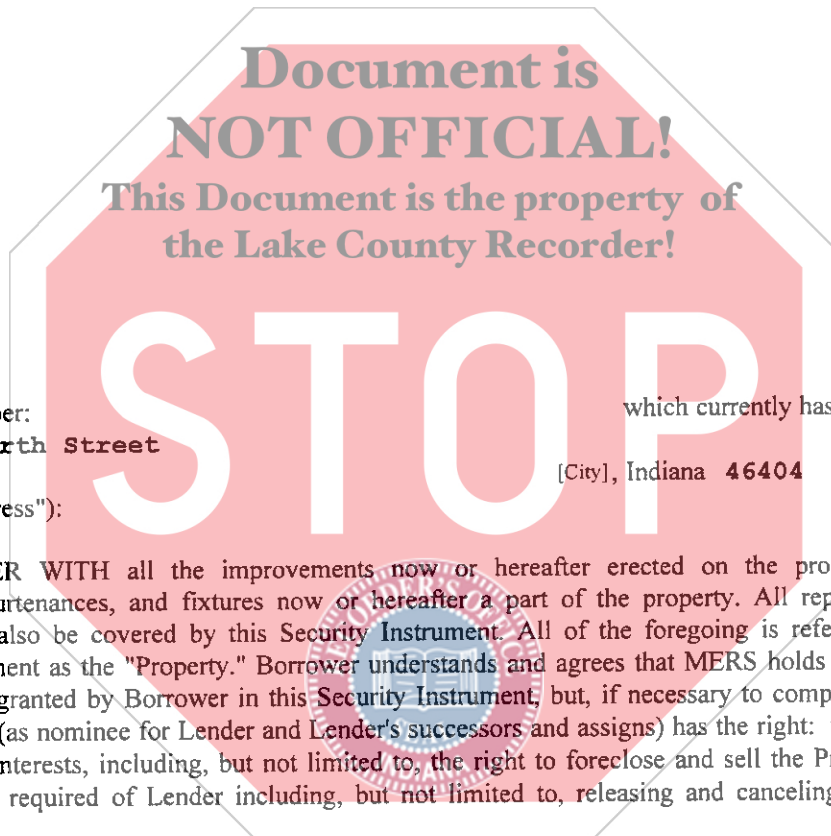 Document is
NOT OFFICIAL!
This Document is the property of
the Lake County Recorder!
STOP
er: which currently has
rth Street
[City], Indiana 46404
ress"):
ER WITH all the improvements now or hereafter erected on the pro
urtenances, and fixtures now or hereafter a part of the property. All rep
also be covered by this Security Instrument. All of the foregoing is refe
nent as the "Property." Borrower understands and agrees that MERS holds
granted by Borrower in this Security Instrument, but, if necessary to comp
(as nominee for Lender and Lender's successors and assigns) has the right:
nterests, including, but not limited to, the right to foreclose and sell the P
required of Lender including, but not limited to, releasing and canceling